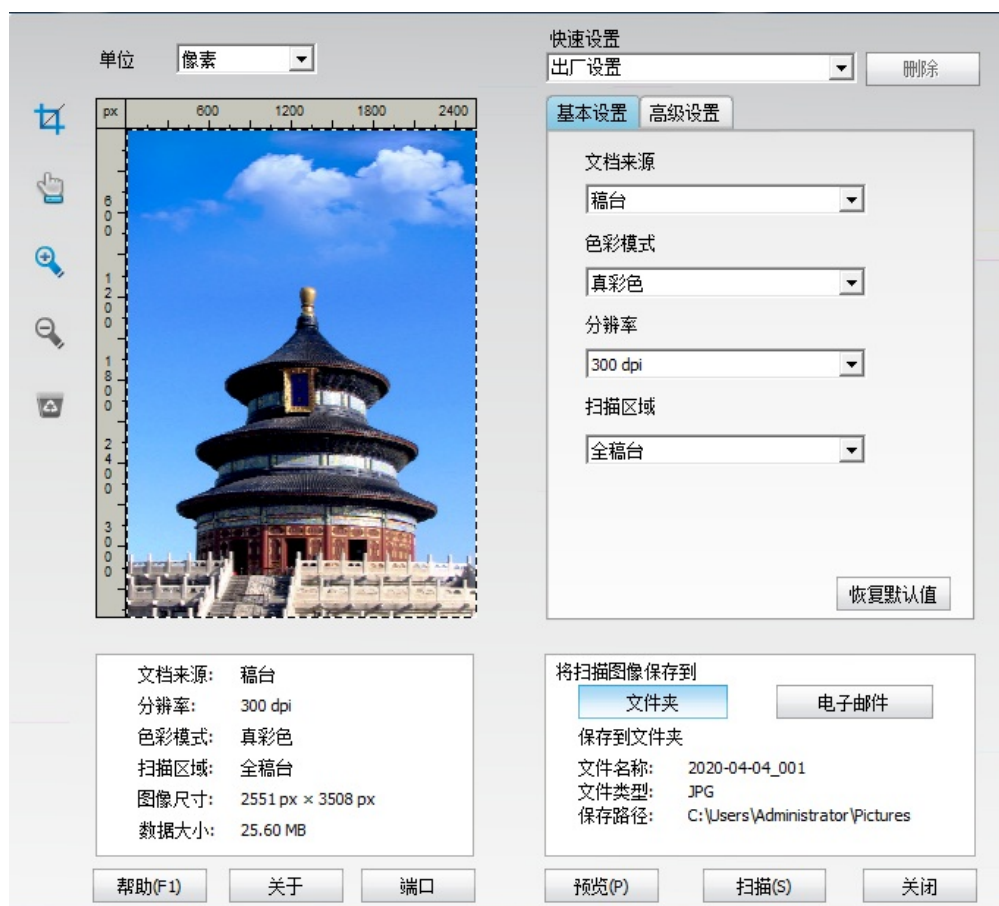 单位
像素
快速设置
出厂设置
删除
px
600 1200 1800 2400
600
1200
1800
2400
3000
基本设置 高级设置
文档来源
稿台
色彩模式
真彩色
分辨率
300 dpi
扫描区域
全稿台
恢复默认值
文档来源: 稿台
分辨率: 300 dpi
色彩模式: 真彩色
扫描区域: 全稿台
图像尺寸: 2551 px × 3508 px
数据大小: 25.60 MB
将扫描图像保存到
文件夹 电子邮件
保存到文件夹
文件名称: 2020-04-04_001
文件类型: JPG
保存路径: C:\Users\Administrator\Pictures
帮助(F1) 关于 端口 预览(P) 扫描(S) 关闭